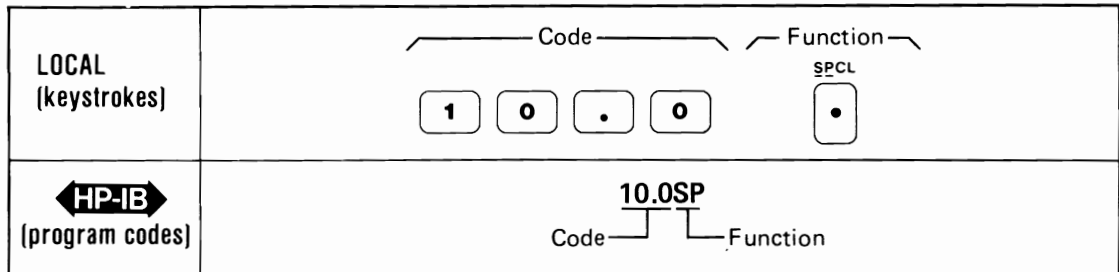 LOCAL
(keystrokes)
Code
Function
SPCL
1 0 . 0 •
HP-IB
(program codes)
10.0SP
Code Function